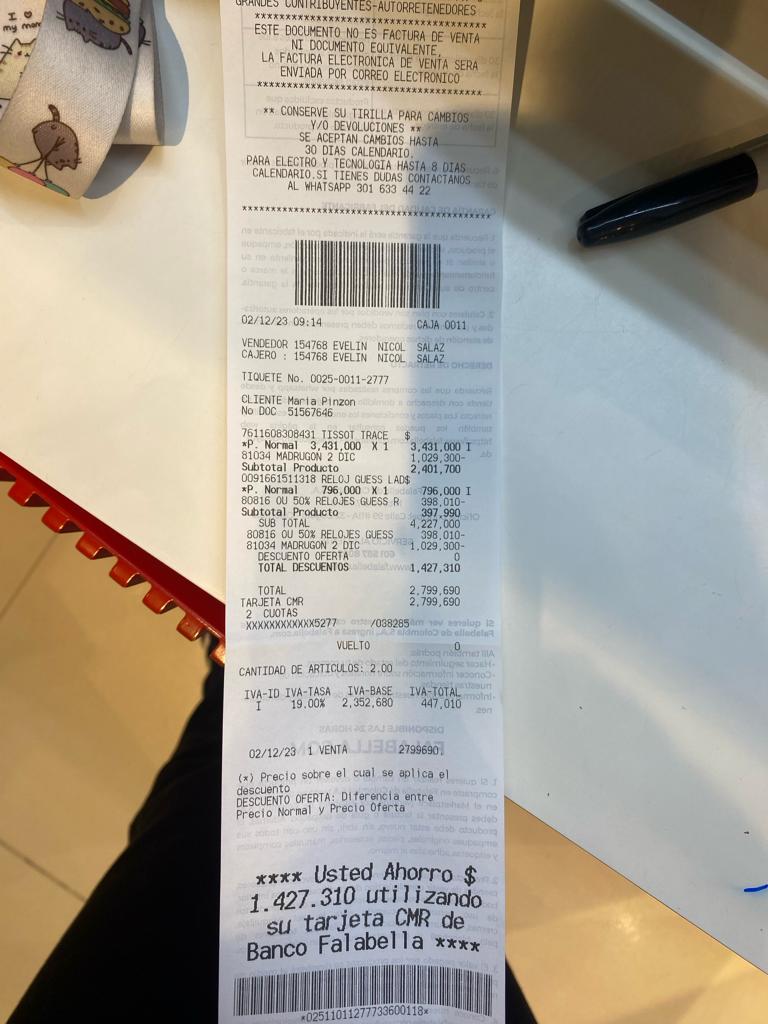 GRANDES CONTRIBUYENTES-AUTORRETENEDORES
****************************************
ESTE DOCUMENTO NO ES FACTURA DE VENTA
NI DOCUMENTO EQUIVALENTE,
LA FACTURA ELECTRONICA DE VENTA SERA
ENVIADA POR CORREO ELECTRONICO
****************************************
** CONSERVE SU TIRILLA PARA CAMBIOS
Y/O DEVOLUCIONES **
SE ACEPTAN CAMBIOS HASTA
30 DIAS CALENDARIO.
PARA ELECTRO Y TECNOLOGIA HASTA 8 DIAS
CALENDARIO.SI TIENES DUDAS CONTACTANOS
AL WHATSAPP 301 633 44 22
****************************************
02/12/23 09:14 CAJA 0011
VENDEDOR 154768 EVELIN NICOL SALAZ
CAJERO : 154768 EVELIN NICOL SALAZ
TIQUETE No. 0025-0011-2777
CLIENTE Maria Pinzon
No DOC 51567646
7611608308431 TISSOT TRACE $
*P. Normal 3,431,000 X 1 3,431,000 I
81034 MADRUGON 2 DIC 1,029,300-
Subtotal Producto 2,401,700
0091661511318 RELOJ GUESS LAD$
*P. Normal 796,000 X 1 796,000 I
80816 OU 50% RELOJES GUESS R 398,010-
Subtotal Producto 397,990
SUB TOTAL 4,227,000
80816 OU 50% RELOJES GUESS 398,010-
81034 MADRUGON 2 DIC 1,029,300-
DESCUENTO OFERTA 0
TOTAL DESCUENTOS 1,427,310
TOTAL 2,799,690
TARJETA CMR 2,799,690
2 CUOTAS
XXXXXXXXXXXX5277 /038285
VUELTO 0
CANTIDAD DE ARTICULOS: 2.00
IVA-ID IVA-TASA IVA-BASE IVA-TOTAL
I 19.00% 2,352,680 447,010
02/12/23 1 VENTA 2799690.
(*) Precio sobre el cual se aplica el
descuento
DESCUENTO OFERTA: Diferencia entre
Precio Normal y Precio Oferta
**** Usted Ahorro $
1.427.310 utilizando
su tarjeta CMR de
Banco Falabella ****
*02511011277733600118*
I ♥
my mom